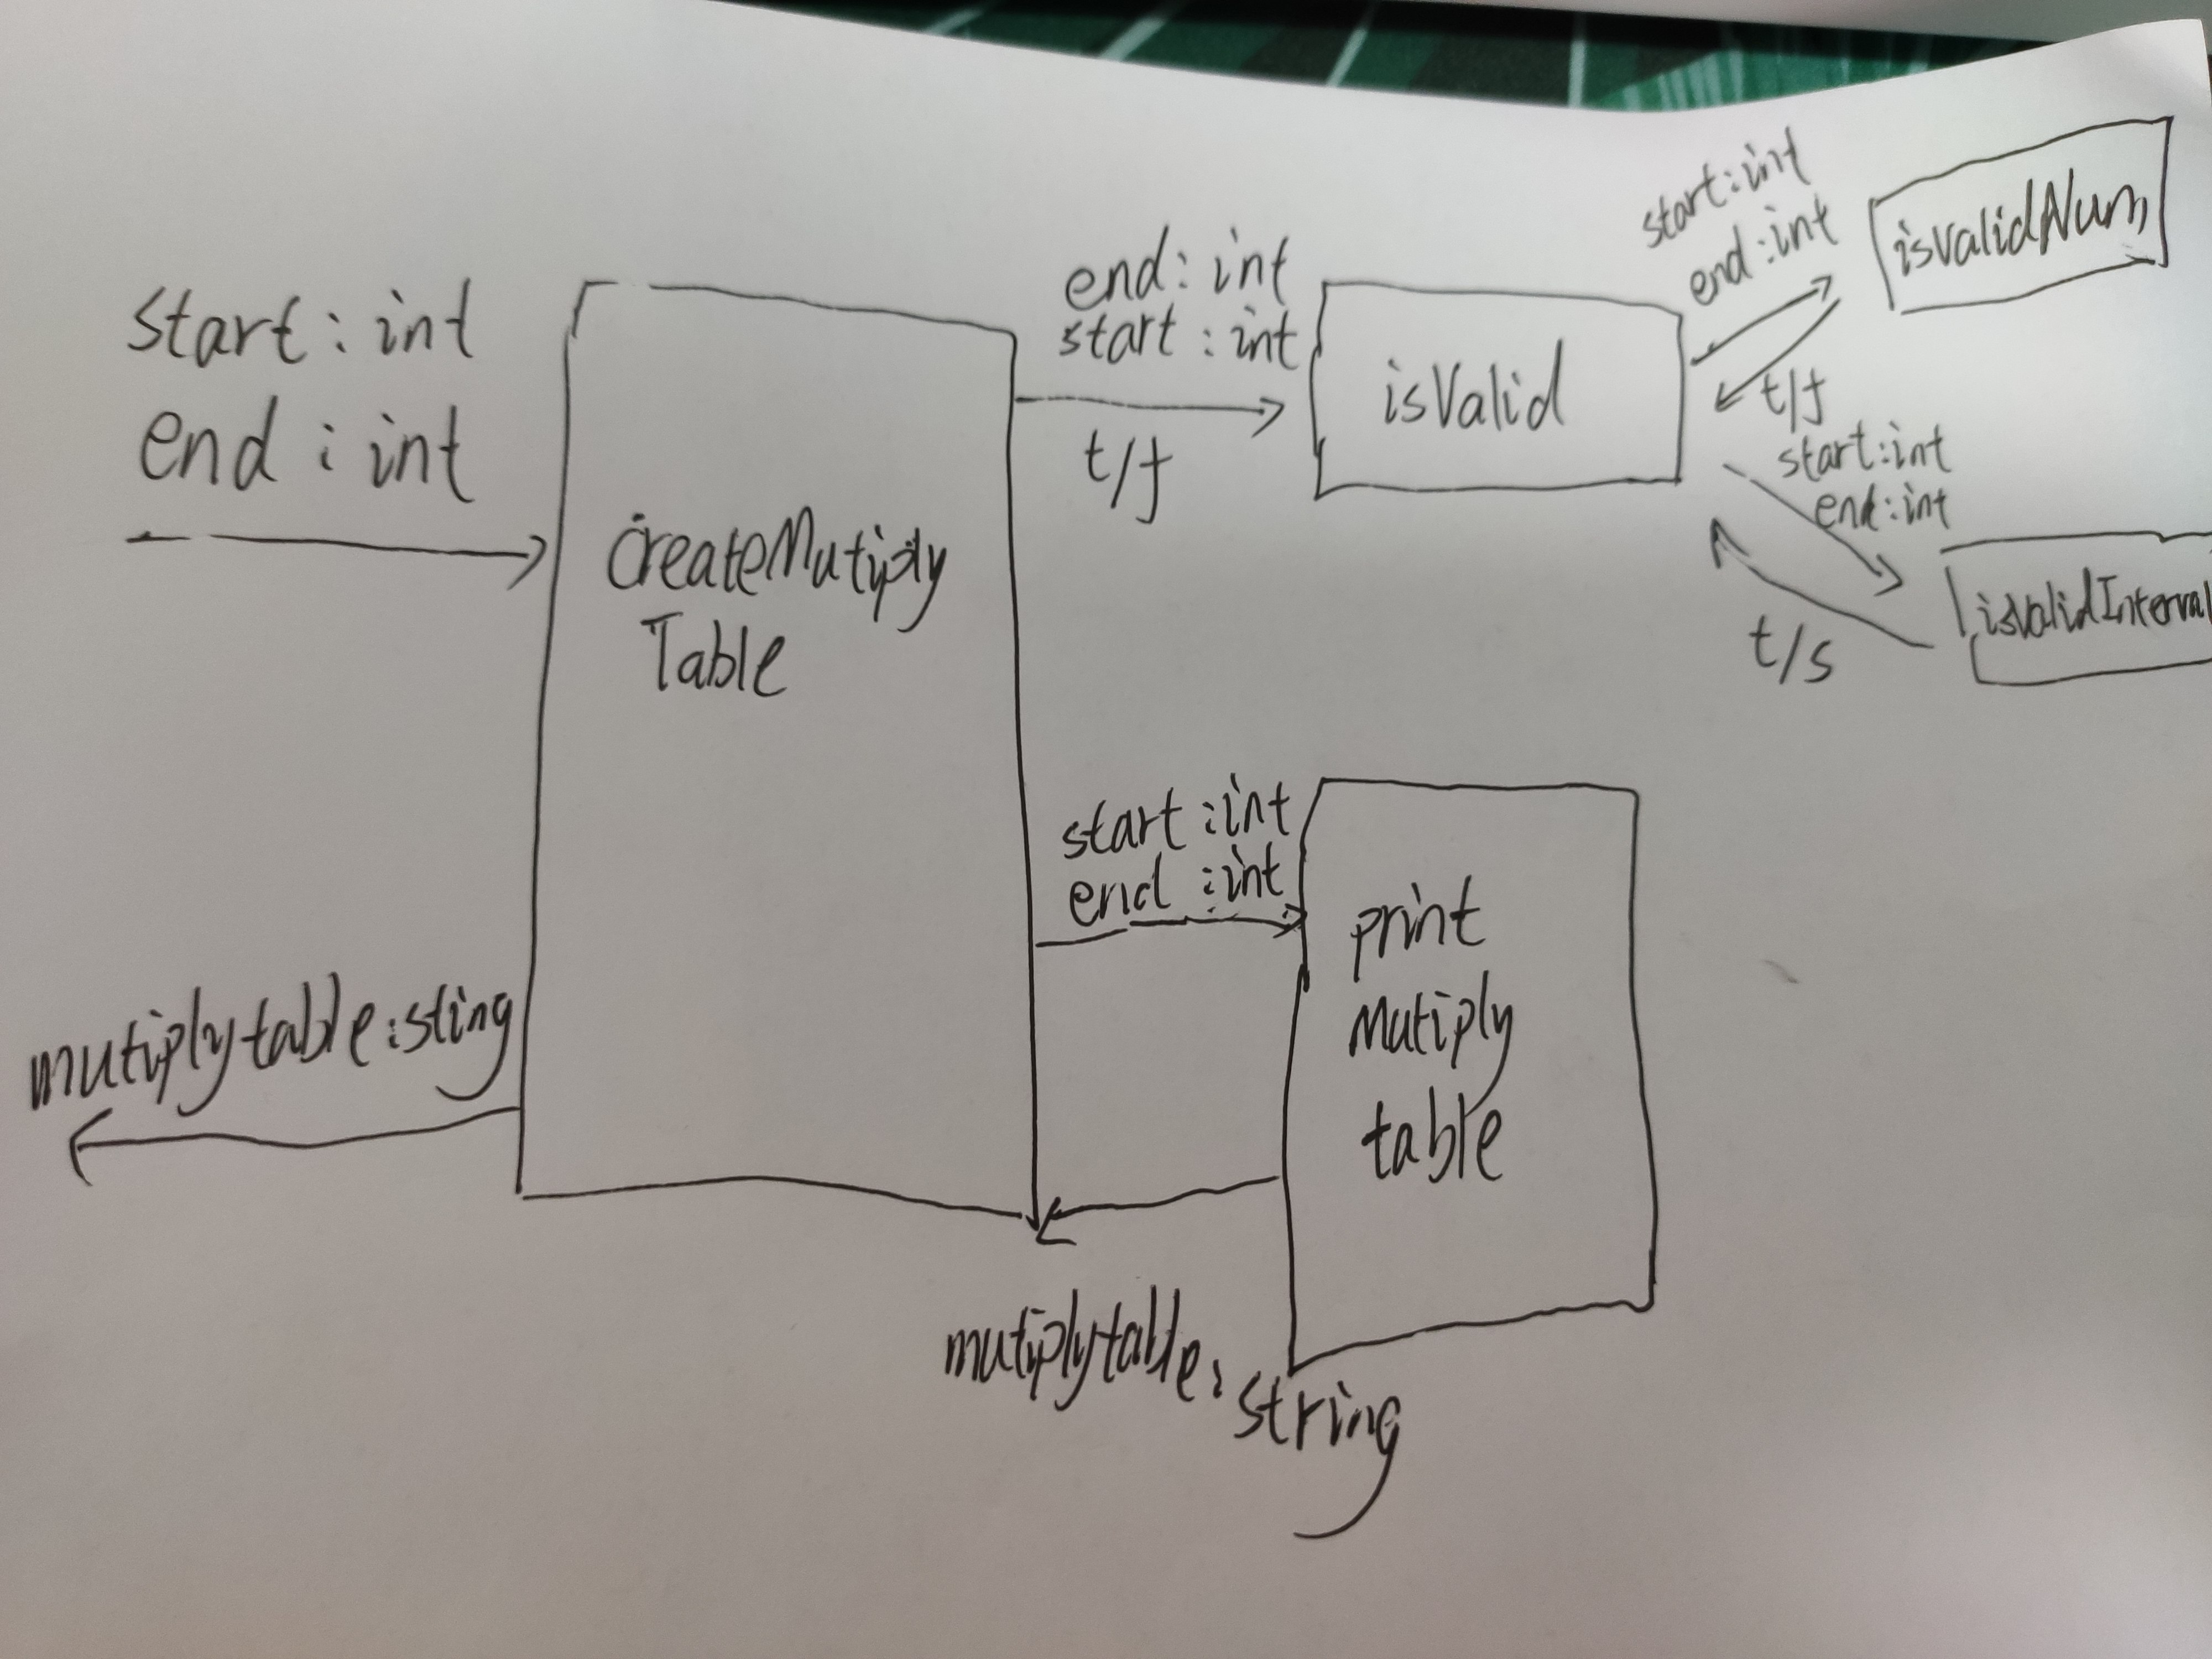 start : int
end : int
createMutiply
Table
mutiplytable:sting
end : int
start : int
t/f
isValid
start:int
end:int
isValidNum
t/f
start:int
end:int
isValidInterval
t/s
start :int
end :int
print
Mutiply
table
mutiplytable:
string